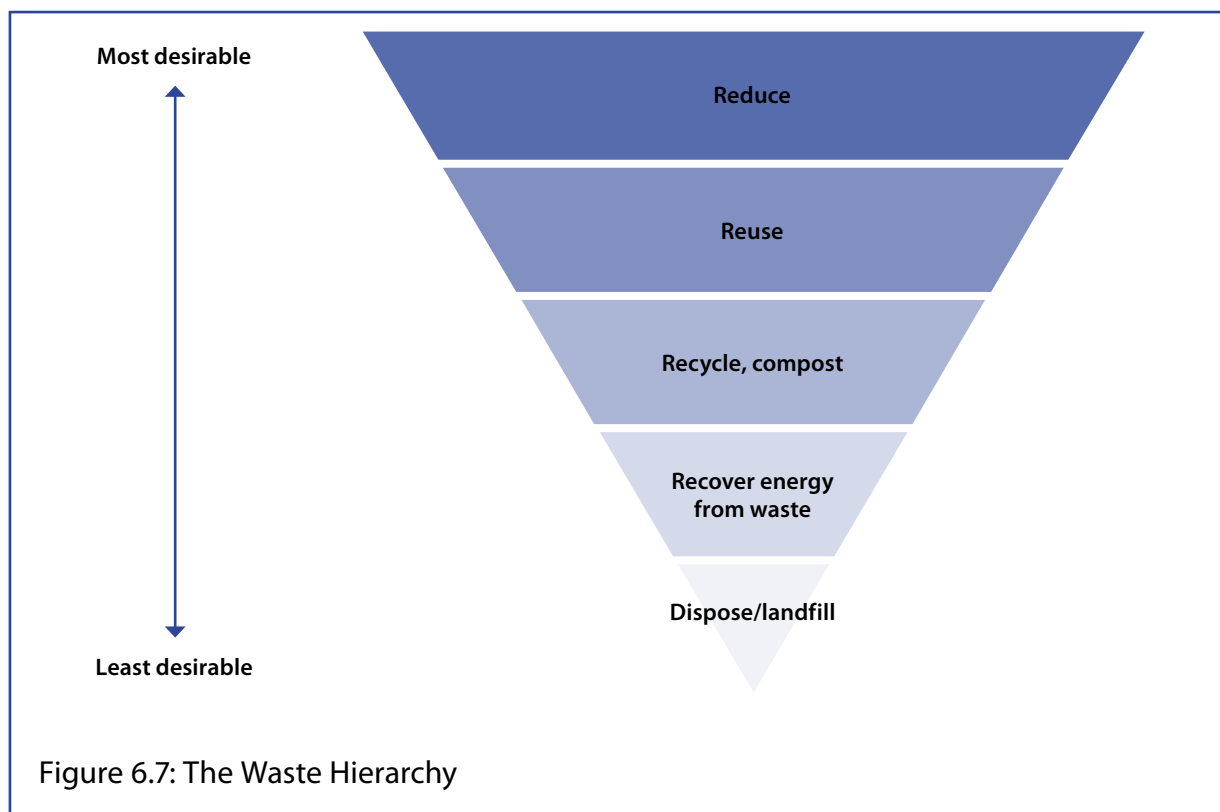 Most desirable
Reduce
Reuse
Recycle, compost
Recover energy
from waste
Dispose/landfill
Least desirable
Figure 6.7: The Waste Hierarchy